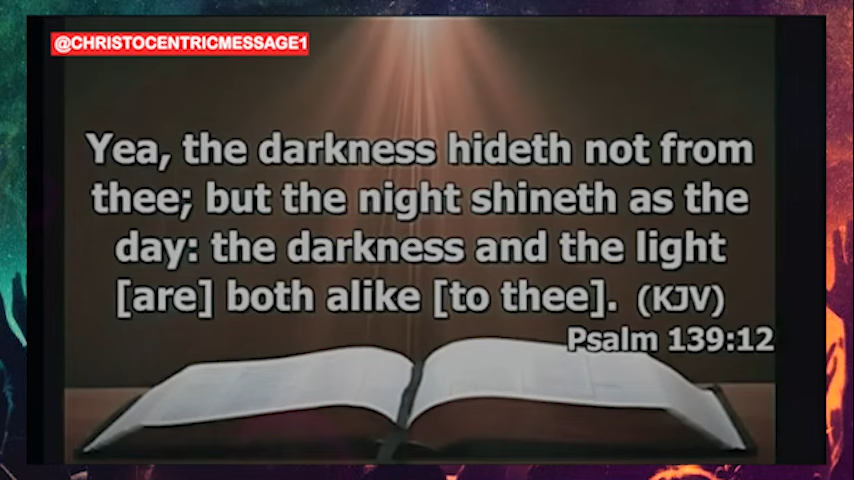 @CHRISTOCENTRICMESSAGE1
Yea, the darkness hideth not from
thee; but the night shineth as the
day: the darkness and the light
[are] both alike [to thee]. (KJV)
Psalm 139:12